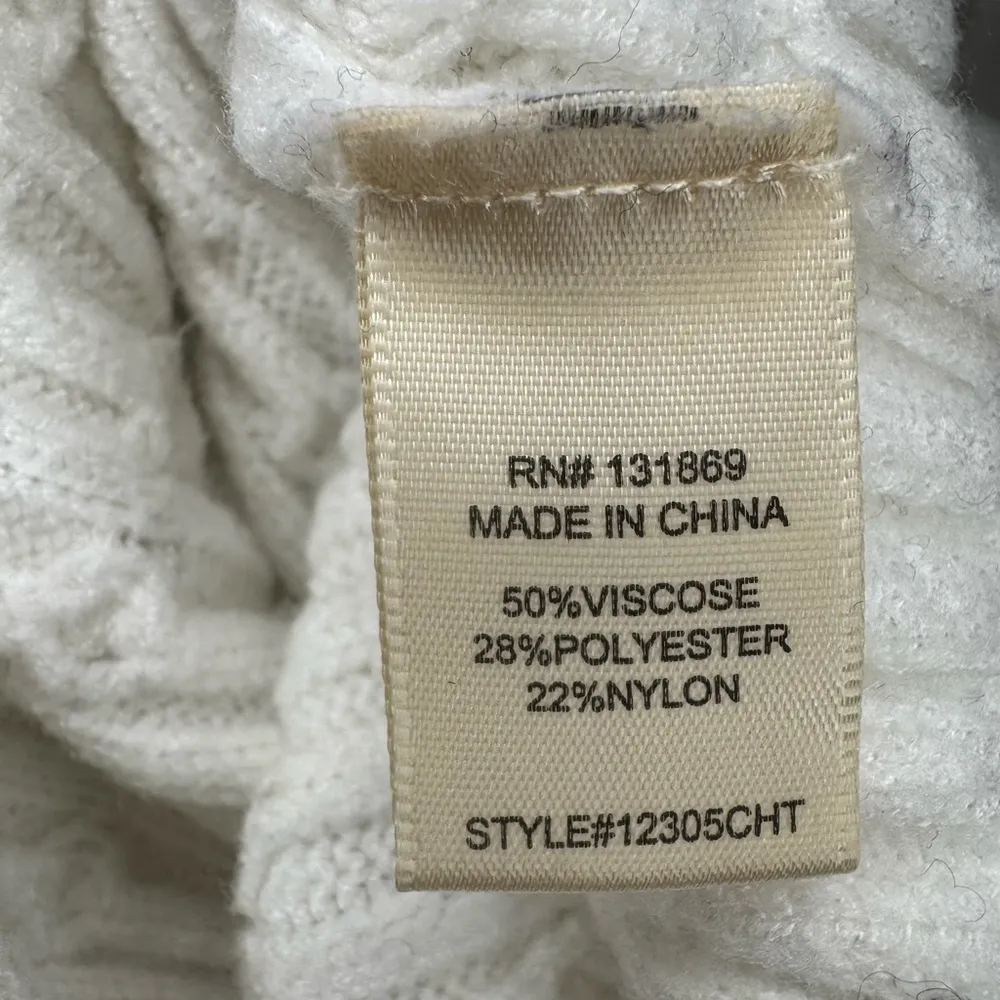 RN# 131869
MADE IN CHINA
50%VISCOSE
28%POLYESTER
22%NYLON
STYLE#12305CHT